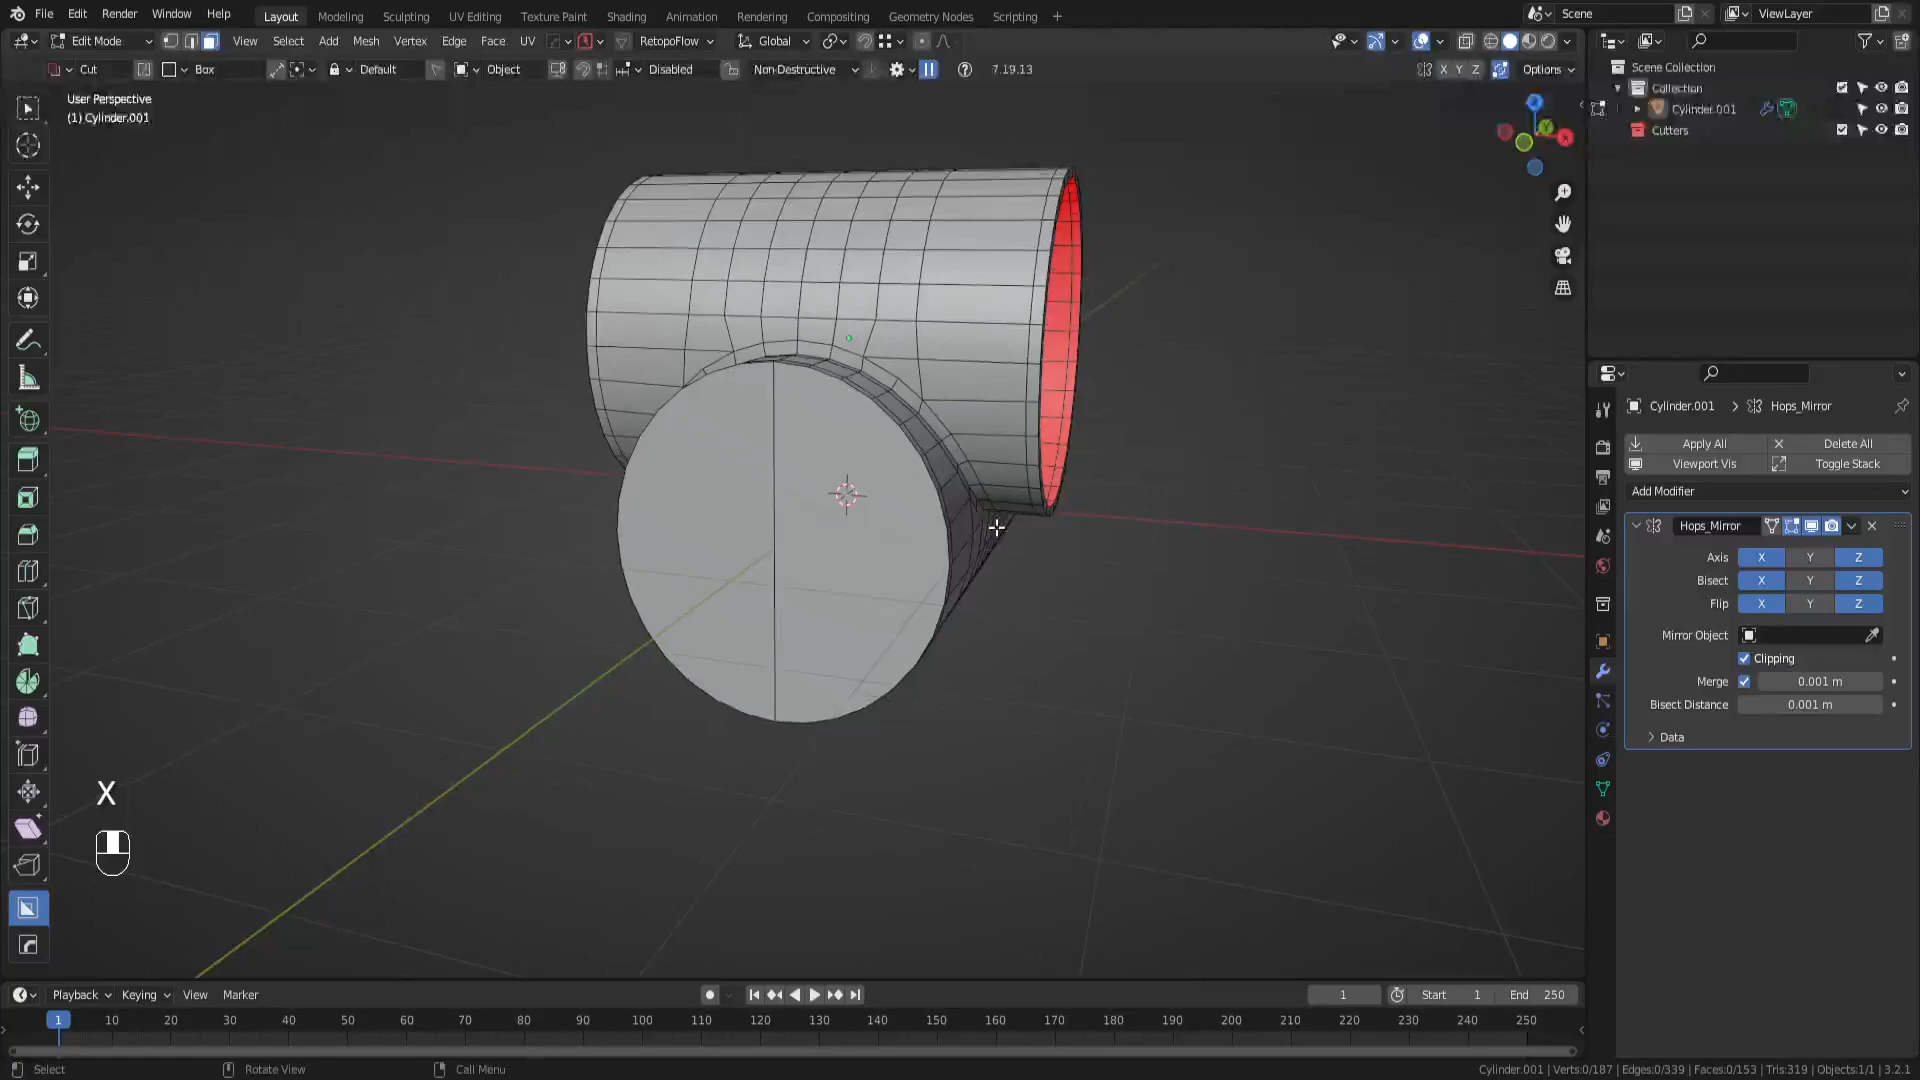 File Edit Render Window Help Layout Modeling Sculpting UV Editing Texture Paint Shading Animation Rendering Compositing Geometry Nodes Scripting + Scene ViewLayer
Edit Mode View Select Add Mesh Vertex Edge Face UV RetopoFlow Global
Cut Box Default Object Disabled Non-Destructive 7.19.13 X Y Z Options
User Perspective
(1) Cylinder.001
Scene Collection
Collection
Cylinder.001
Cutters
Cylinder.001 > Hops_Mirror
Apply All Delete All
Viewport Vis Toggle Stack
Add Modifier
Hops_Mirror
Axis X Y Z
Bisect X Y Z
Flip X Y Z
Mirror Object
Clipping
Merge 0.001 m
Bisect Distance 0.001 m
Data
X
Playback Keying View Marker 1 Start 1 End 250
1 10 20 30 40 50 60 70 80 90 100 110 120 130 140 150 160 170 180 190 200 210 220 230 240 250
Select Rotate View Call Menu Cylinder.001 | Verts:0/187 | Edges:0/339 | Faces:0/153 | Tris:319 | Objects:1/1 | 3.2.1